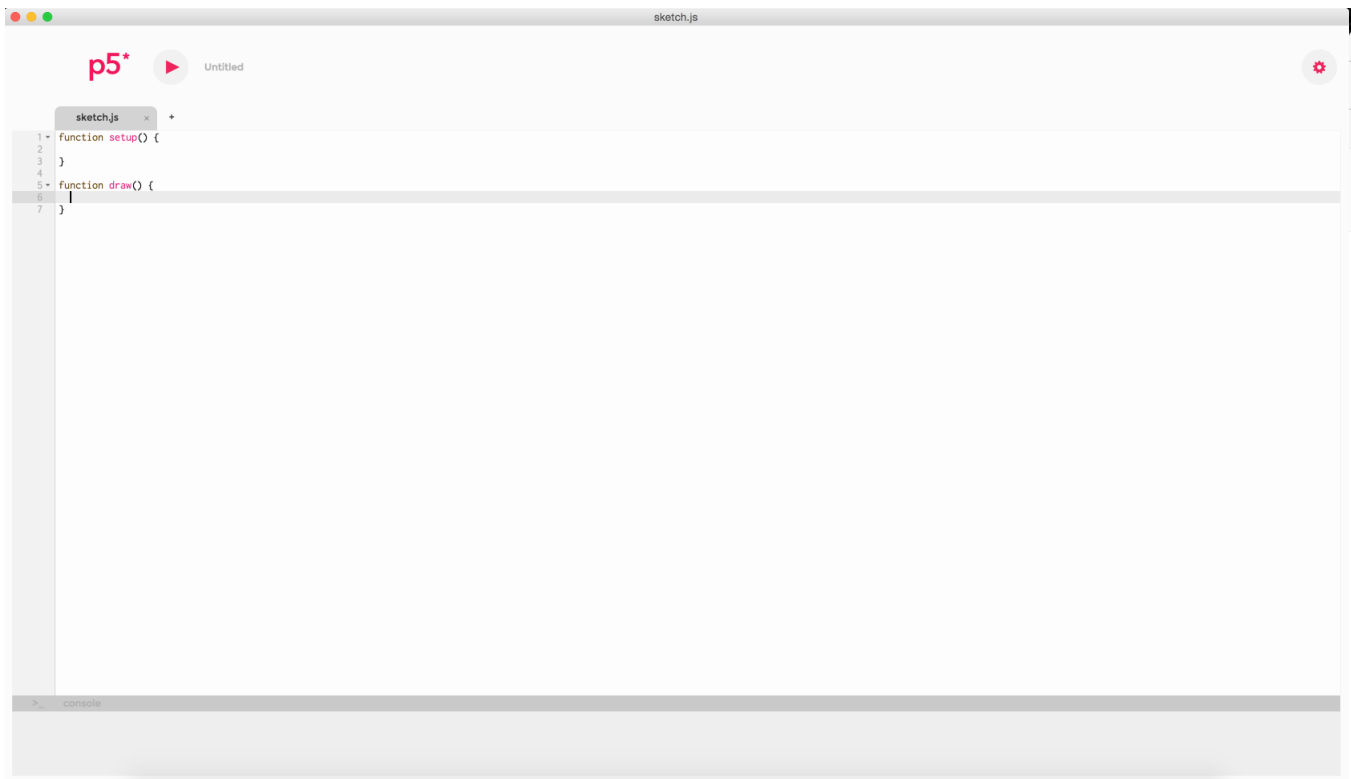 sketch.js
p5*
Untitled
sketch.js × +
1 function setup() {
2
3 }
4
5 function draw() {
6
7 }
>_ console